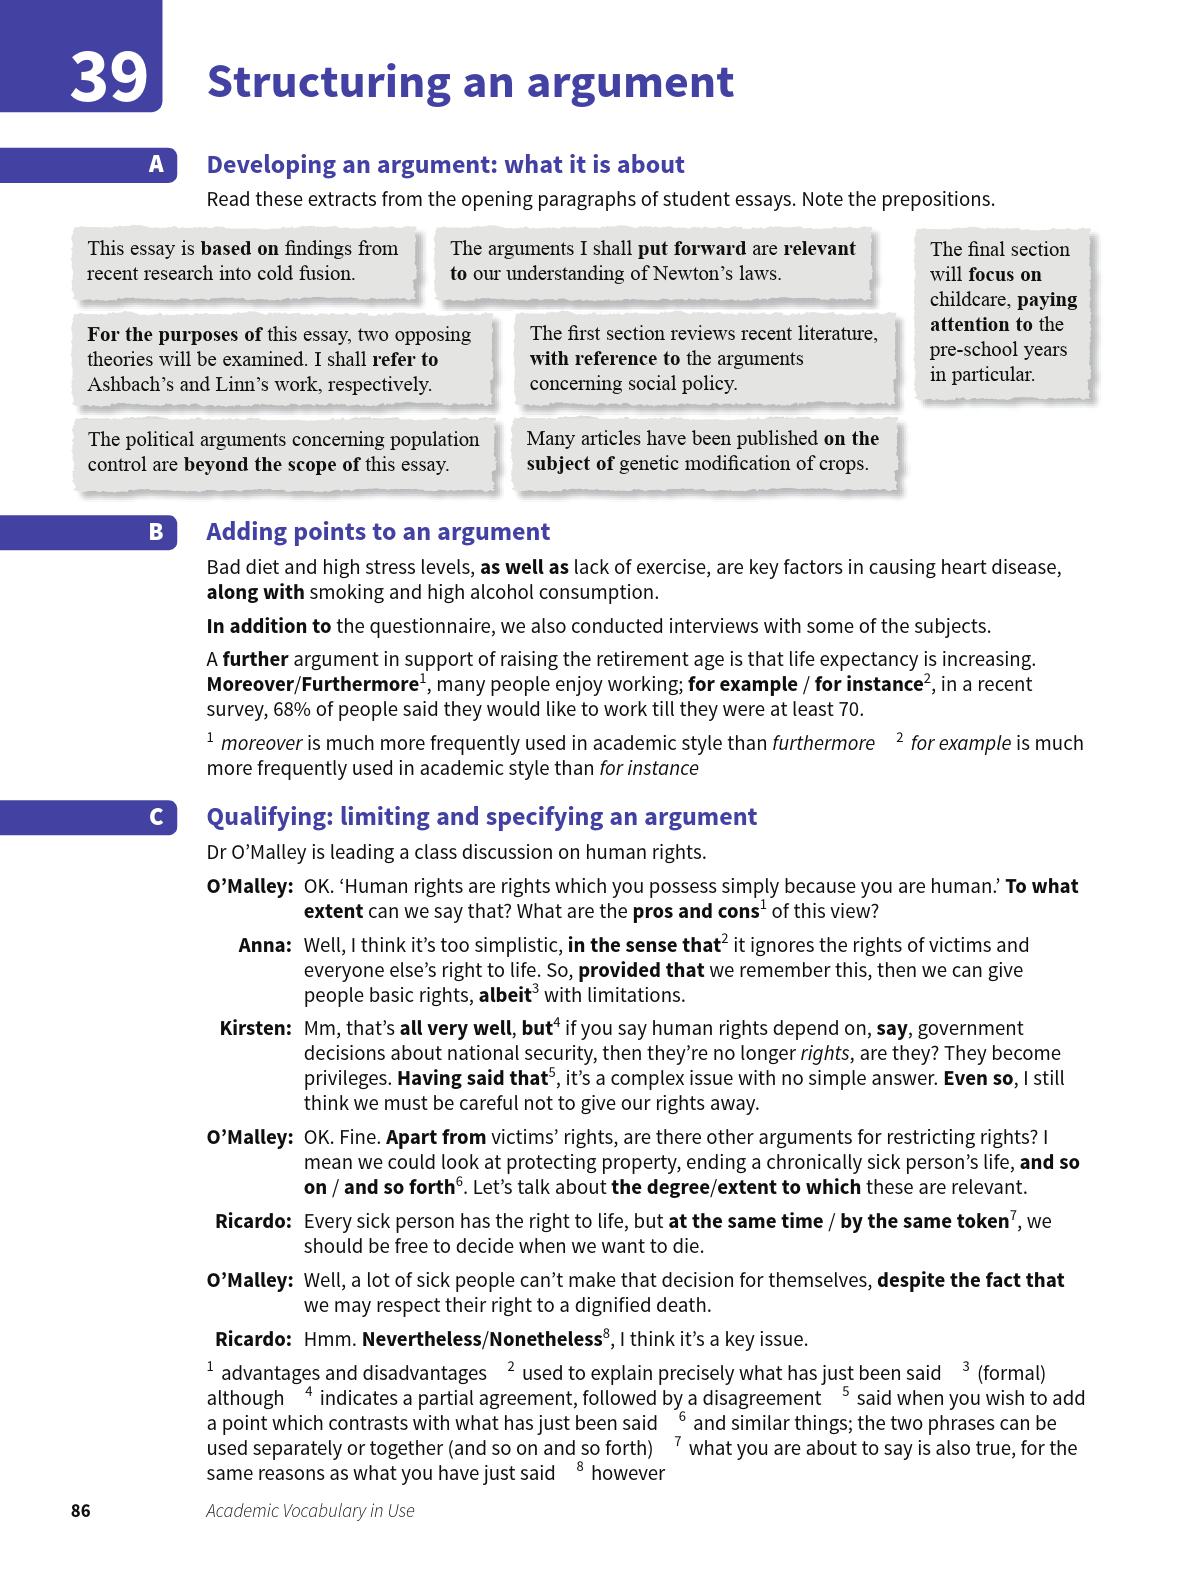 39
Structuring an argument
A
Developing an argument: what it is about
Read these extracts from the opening paragraphs of student essays. Note the prepositions.
This essay is based on findings from
recent research into cold fusion.
The arguments I shall put forward are relevant
to our understanding of Newton's laws.
The final section
will focus on
childcare, paying
attention to the
pre-school years
in particular.
For the purposes of this essay, two opposing
theories will be examined. I shall refer to
Ashbach's and Linn's work, respectively.
The first section reviews recent literature,
with reference to the arguments
concerning social policy.
The political arguments concerning population
control are beyond the scope of this essay.
Many articles have been published on the
subject of genetic modification of crops.
B
Adding points to an argument
Bad diet and high stress levels, as well as lack of exercise, are key factors in causing heart disease,
along with smoking and high alcohol consumption.
In addition to the questionnaire, we also conducted interviews with some of the subjects.
A further argument in support of raising the retirement age is that life expectancy is increasing.
Moreover/Furthermore¹, many people enjoy working; for example / for instance², in a recent
survey, 68% of people said they would like to work till they were at least 70.
¹ moreover is much more frequently used in academic style than furthermore ² for example is much
more frequently used in academic style than for instance
C
Qualifying: limiting and specifying an argument
Dr O'Malley is leading a class discussion on human rights.
O'Malley: OK. 'Human rights are rights which you possess simply because you are human.' To what
extent can we say that? What are the pros and cons¹ of this view?
Anna: Well, I think it's too simplistic, in the sense that² it ignores the rights of victims and
everyone else's right to life. So, provided that we remember this, then we can give
people basic rights, albeit³ with limitations.
Kirsten: Mm, that's all very well, but⁴ if you say human rights depend on, say, government
decisions about national security, then they're no longer rights, are they? They become
privileges. Having said that⁵, it's a complex issue with no simple answer. Even so, I still
think we must be careful not to give our rights away.
O'Malley: OK. Fine. Apart from victims' rights, are there other arguments for restricting rights? I
mean we could look at protecting property, ending a chronically sick person's life, and so
on / and so forth⁶. Let's talk about the degree/extent to which these are relevant.
Ricardo: Every sick person has the right to life, but at the same time / by the same token⁷, we
should be free to decide when we want to die.
O'Malley: Well, a lot of sick people can't make that decision for themselves, despite the fact that
we may respect their right to a dignified death.
Ricardo: Hmm. Nevertheless/Nonetheless⁸, I think it's a key issue.
¹ advantages and disadvantages ² used to explain precisely what has just been said ³ (formal)
although ⁴ indicates a partial agreement, followed by a disagreement ⁵ said when you wish to add
a point which contrasts with what has just been said ⁶ and similar things; the two phrases can be
used separately or together (and so on and so forth) ⁷ what you are about to say is also true, for the
same reasons as what you have just said ⁸ however
86
Academic Vocabulary in Use